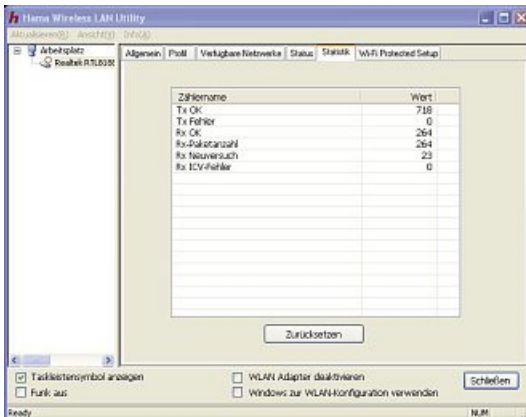 Hama Wireless LAN Utility
Aktualisieren(R) Ansicht(Y) Info(A)
Arbeitsplatz
Realtek RTL8188
Allgemein Profil Verfügbare Netzwerke Status Statistik Wi-Fi Protected Setup
Zählername Wert
Tx OK 718
Tx Fehler 0
Rx OK 264
Rx-Paketanzahl 264
Rx Neuversuch 23
Rx ICV-Fehler 0
Zurücksetzen
Taskleistensymbol anzeigen WLAN Adapter deaktivieren
Funk aus Windows zur WLAN-Konfiguration verwenden
Schließen
Ready NUM